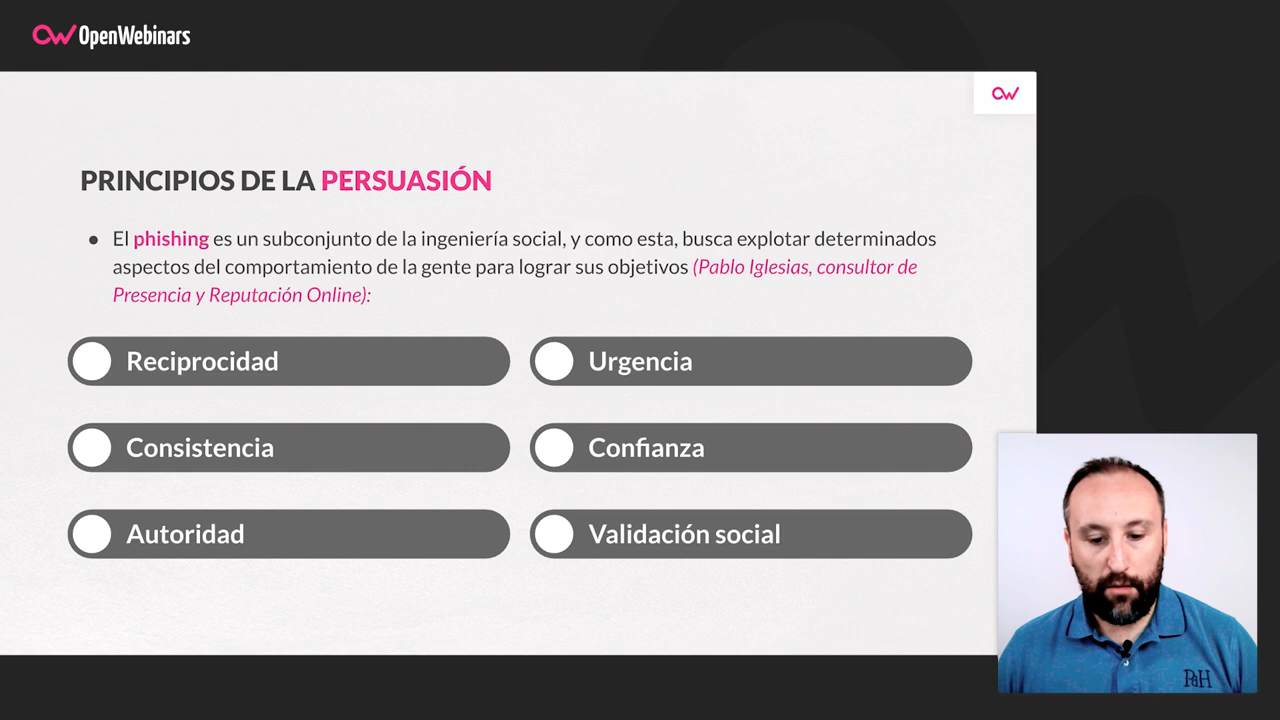 OpenWebinars
PRINCIPIOS DE LA PERSUASIÓN
● El phishing es un subconjunto de la ingeniería social, y como esta, busca explotar determinados
aspectos del comportamiento de la gente para lograr sus objetivos (Pablo Iglesias, consultor de
Presencia y Reputación Online):
Reciprocidad
Urgencia
Consistencia
Confianza
Autoridad
Validación social
PdH